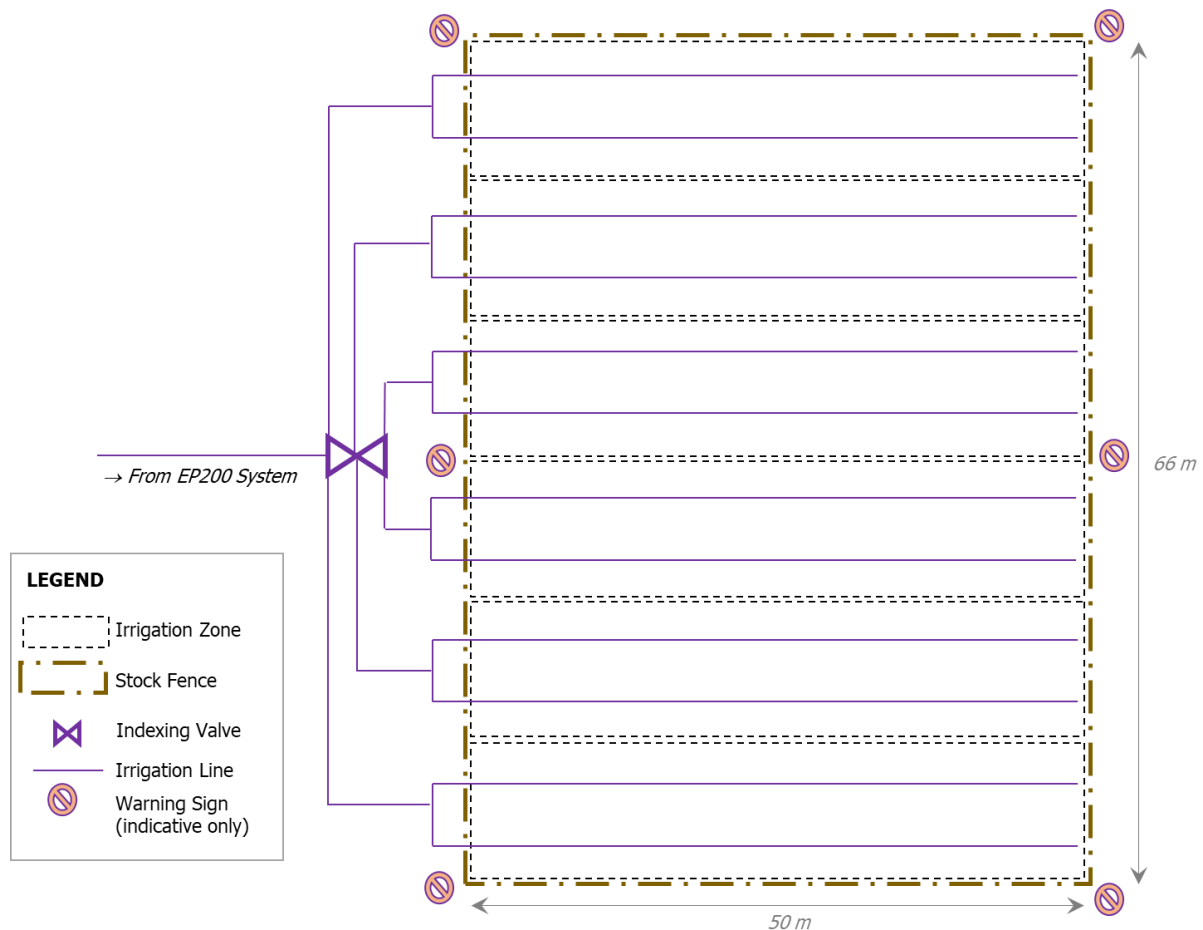 → From EP200 System
66 m
LEGEND
Irrigation Zone
Stock Fence
Indexing Valve
Irrigation Line
Warning Sign
(indicative only)
50 m